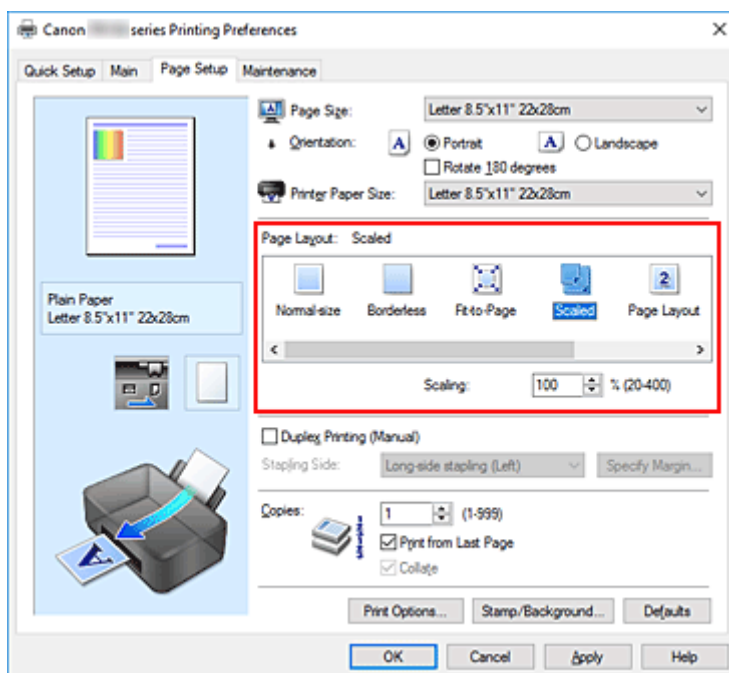 Canon series Printing Preferences
Quick Setup Main Page Setup Maintenance
Page Size: Letter 8.5"x11" 22x28cm
Orientation: A Portrait A Landscape
Rotate 180 degrees
Printer Paper Size: Letter 8.5"x11" 22x28cm
Page Layout: Scaled
Normal-size Borderless Fit-to-Page Scaled Page Layout
Scaling: 100 % (20-400)
Plain Paper
Letter 8.5"x11" 22x28cm
Duplex Printing (Manual)
Stapling Side: Long-side stapling (Left) Specify Margin...
Copies: 1 (1-999)
Print from Last Page
Collate
Print Options... Stamp/Background... Defaults
OK Cancel Apply Help